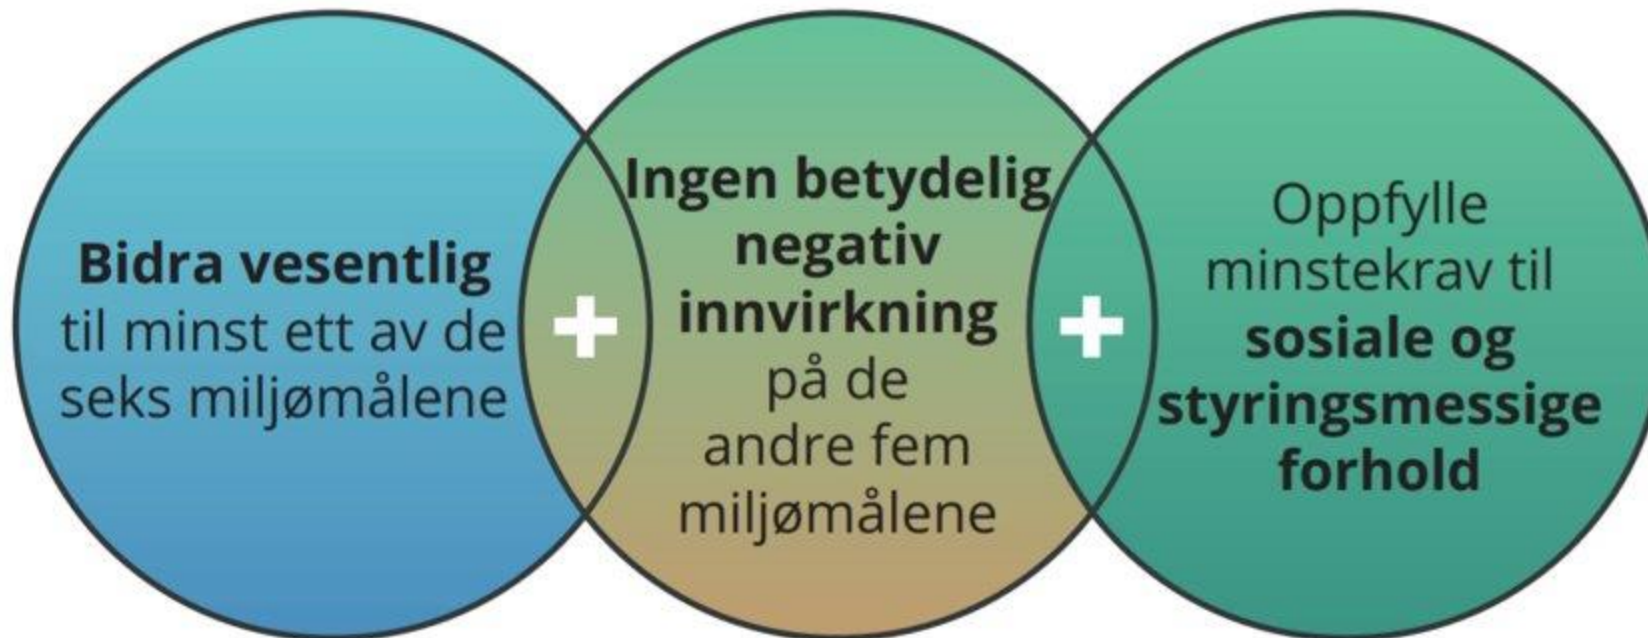 Bidra vesentlig
til minst ett av de
seks miljømålene
+
Ingen betydelig
negativ
innvirkning
på de
andre fem
miljømålene
+
Oppfylle
minstekrav til
sosiale og
styringsmessige
forhold